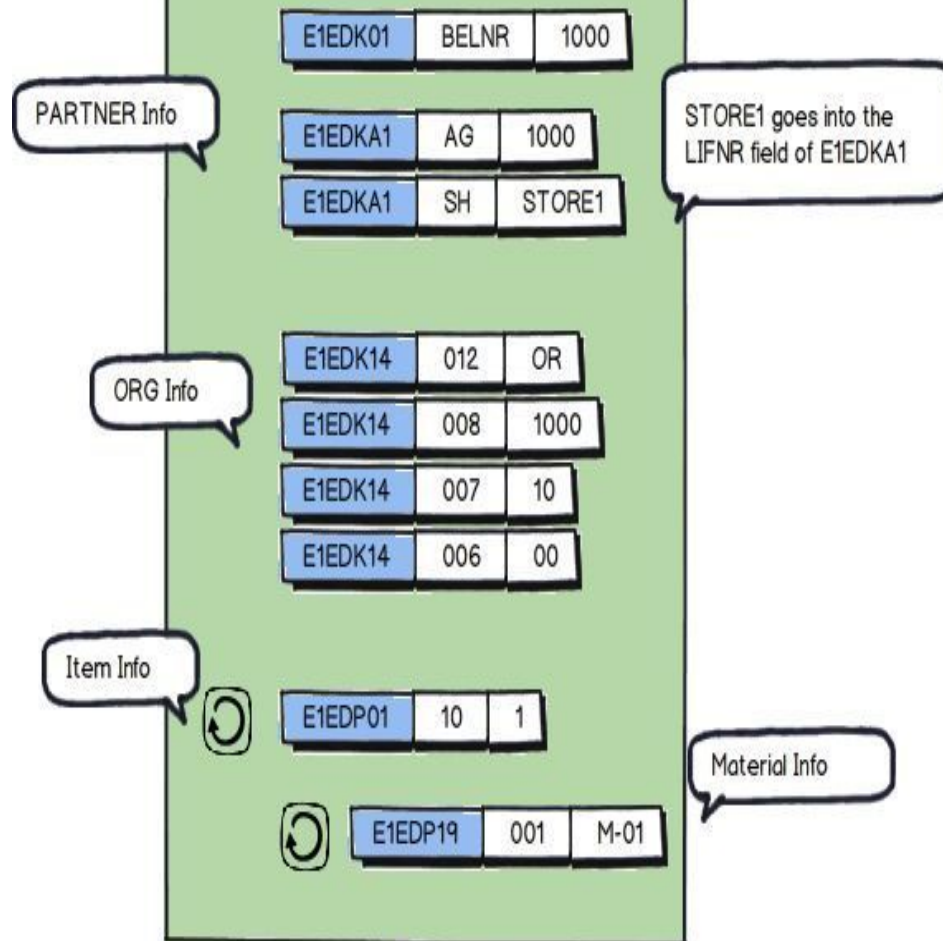 E1EDK01 BELNR 1000
PARTNER Info
STORE1 goes into the
LIFNR field of E1EDKA1
E1EDKA1 AG 1000
E1EDKA1 SH STORE1
ORG Info
E1EDK14 012 OR
E1EDK14 008 1000
E1EDK14 007 10
E1EDK14 006 00
Item Info
E1EDP01 10 1
Material Info
E1EDP19 001 M-01